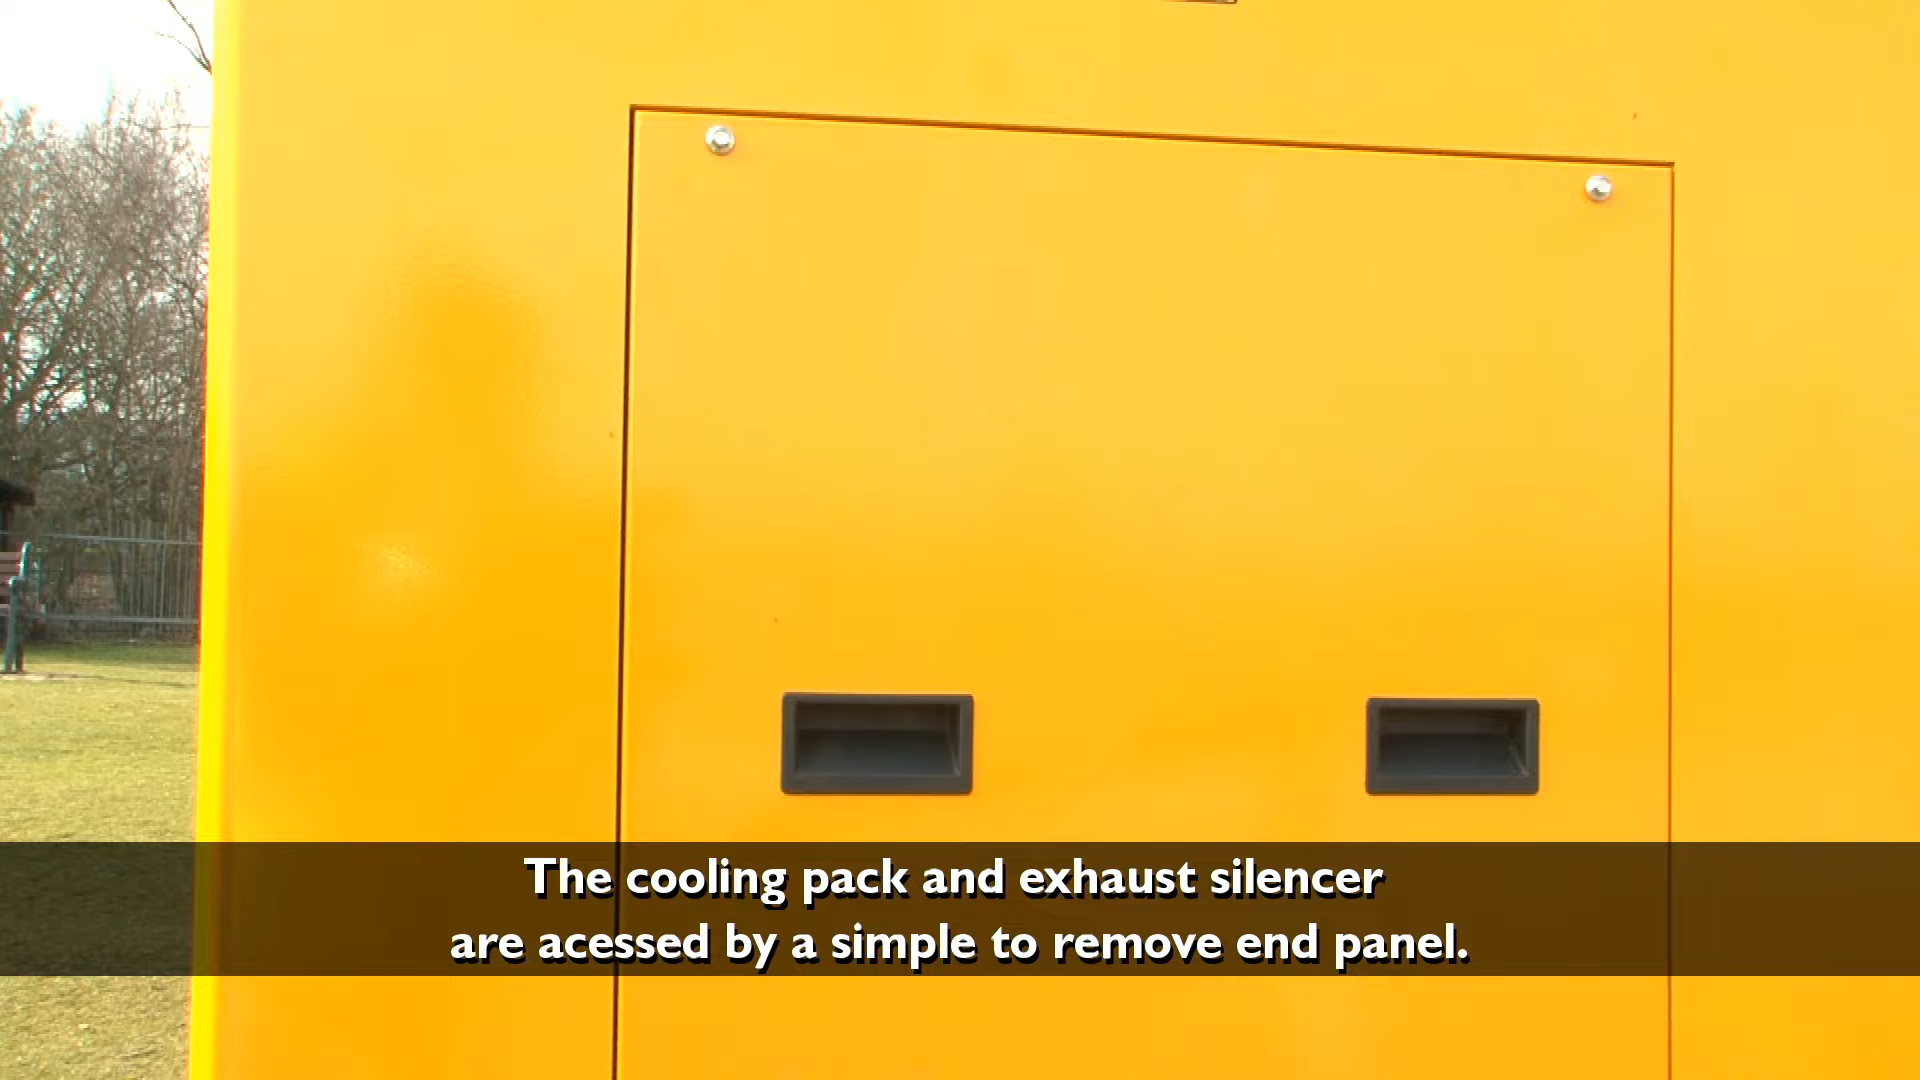 The cooling pack and exhaust silencer
are acessed by a simple to remove end panel.